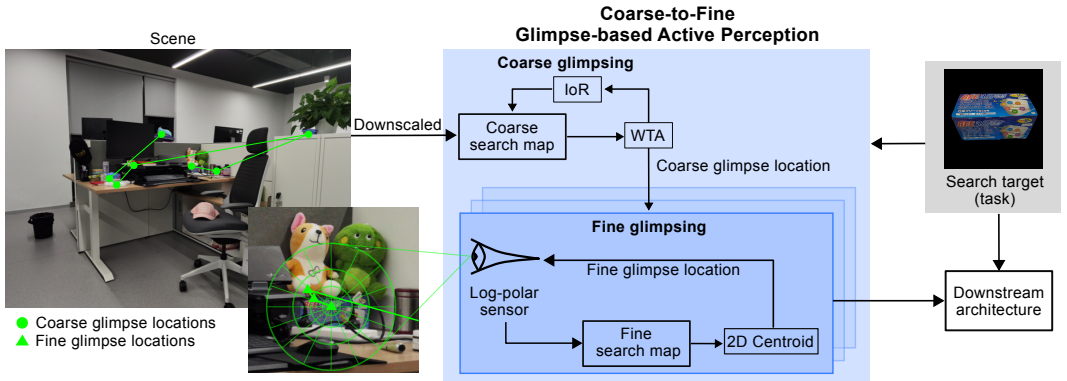 Coarse-to-Fine
Glimpse-based Active Perception
Scene
Coarse glimpsing
IoR
Downscaled
Coarse
search map
WTA
Coarse glimpse location
Search target
(task)
Fine glimpsing
Fine glimpse location
Log-polar
sensor
Fine
search map
2D Centroid
Downstream
architecture
Coarse glimpse locations
Fine glimpse locations